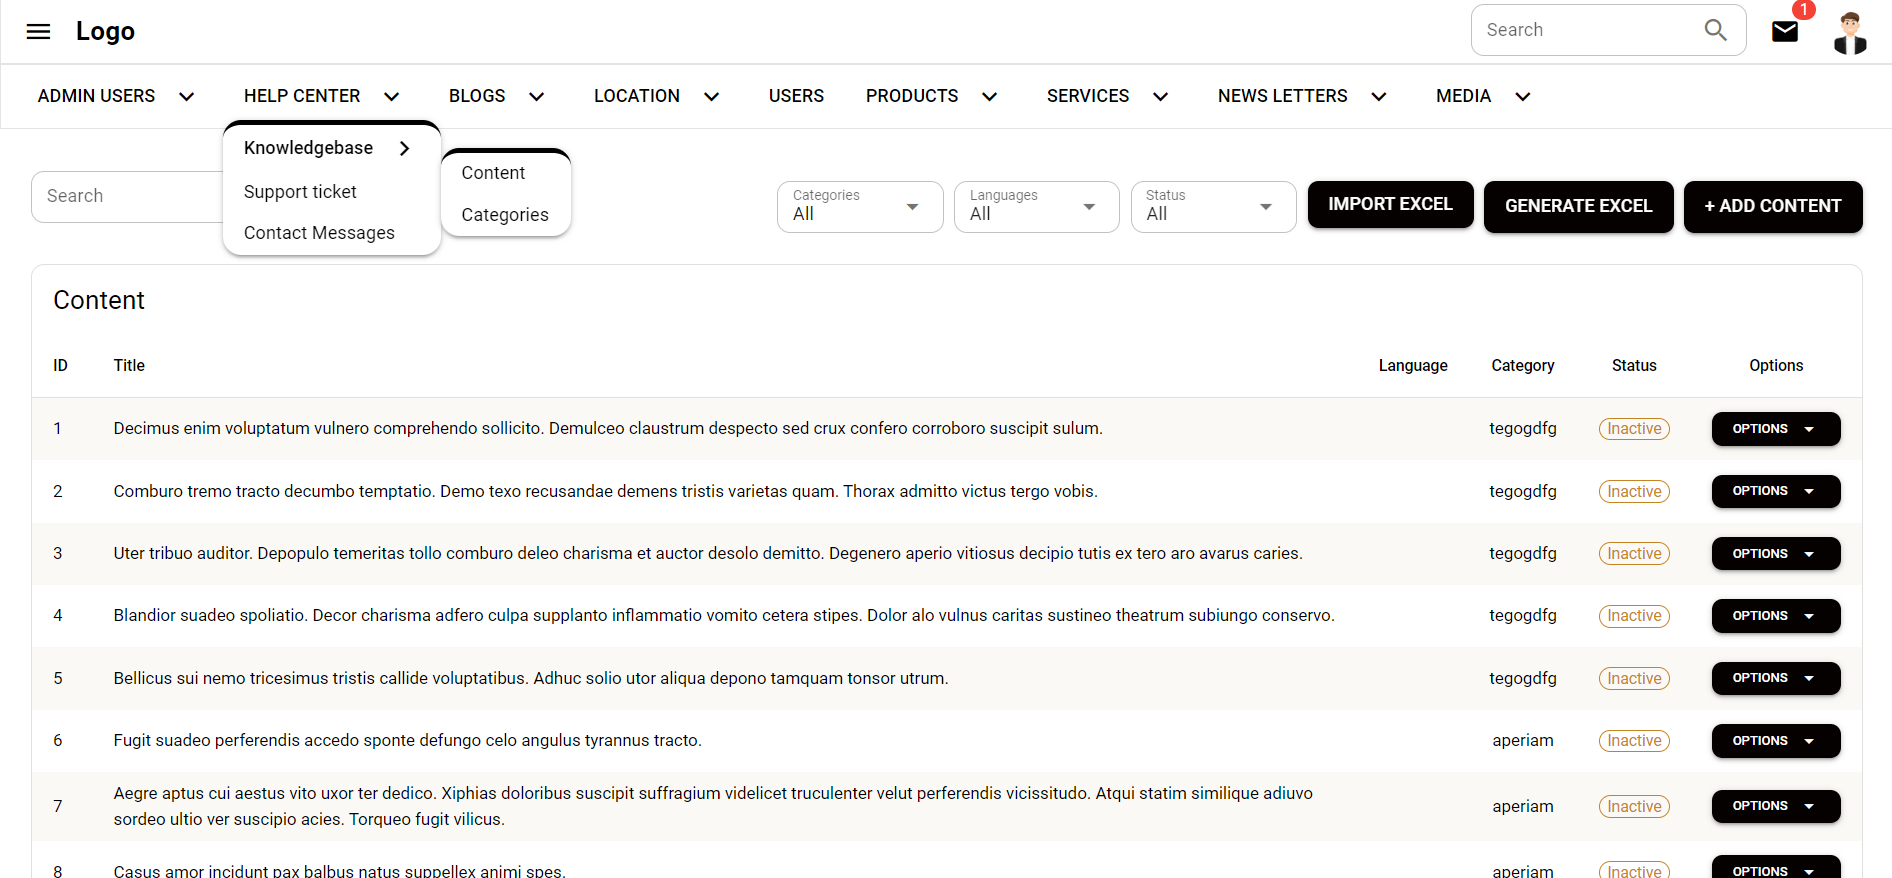 Logo
Search
1
ADMIN USERS
HELP CENTER
BLOGS
LOCATION
USERS
PRODUCTS
SERVICES
NEWS LETTERS
MEDIA
Knowledgebase
Support ticket
Contact Messages
Content
Categories
Search
Categories
All
Languages
All
Status
All
IMPORT EXCEL
GENERATE EXCEL
+ ADD CONTENT
Content
ID Title Language Category Status Options
1 Decimus enim voluptatum vulnero comprehendo sollicito. Demulceo claustrum despecto sed crux confero corroboro suscipit sulum. tegogdfg Inactive OPTIONS
2 Comburo tremo tracto decumbo temptatio. Demo texo recusandae demens tristis varietas quam. Thorax admitto victus tergo vobis. tegogdfg Inactive OPTIONS
3 Uter tribuo auditor. Depopulo temeritas tollo comburo deleo charisma et auctor desolo demitto. Degenero aperio vitiosus decipio tutis ex tero aro avarus caries. tegogdfg Inactive OPTIONS
4 Blandior suadeo spoliatio. Decor charisma adfero culpa supplanto inflammatio vomito cetera stipes. Dolor alo vulnus caritas sustineo theatrum subiungo conservo. tegogdfg Inactive OPTIONS
5 Bellicus sui nemo tricesimus tristis callide voluptatibus. Adhuc solio utor aliqua depono tamquam tonsor utrum. tegogdfg Inactive OPTIONS
6 Fugit suadeo perferendis accedo sponte defungo celo angulus tyrannus tracto. aperiam Inactive OPTIONS
7 Aegre aptus cui aestus vito uxor ter dedico. Xiphias doloribus suscipit suffragium videlicet truculenter velut perferendis vicissitudo. Atqui statim similique adiuvo
sordeo ultio ver suscipio acies. Torqueo fugit vilicus. aperiam Inactive OPTIONS
8 Casus amor incidunt pax balbus natus suppellex animi spes. aperiam Inactive OPTIONS